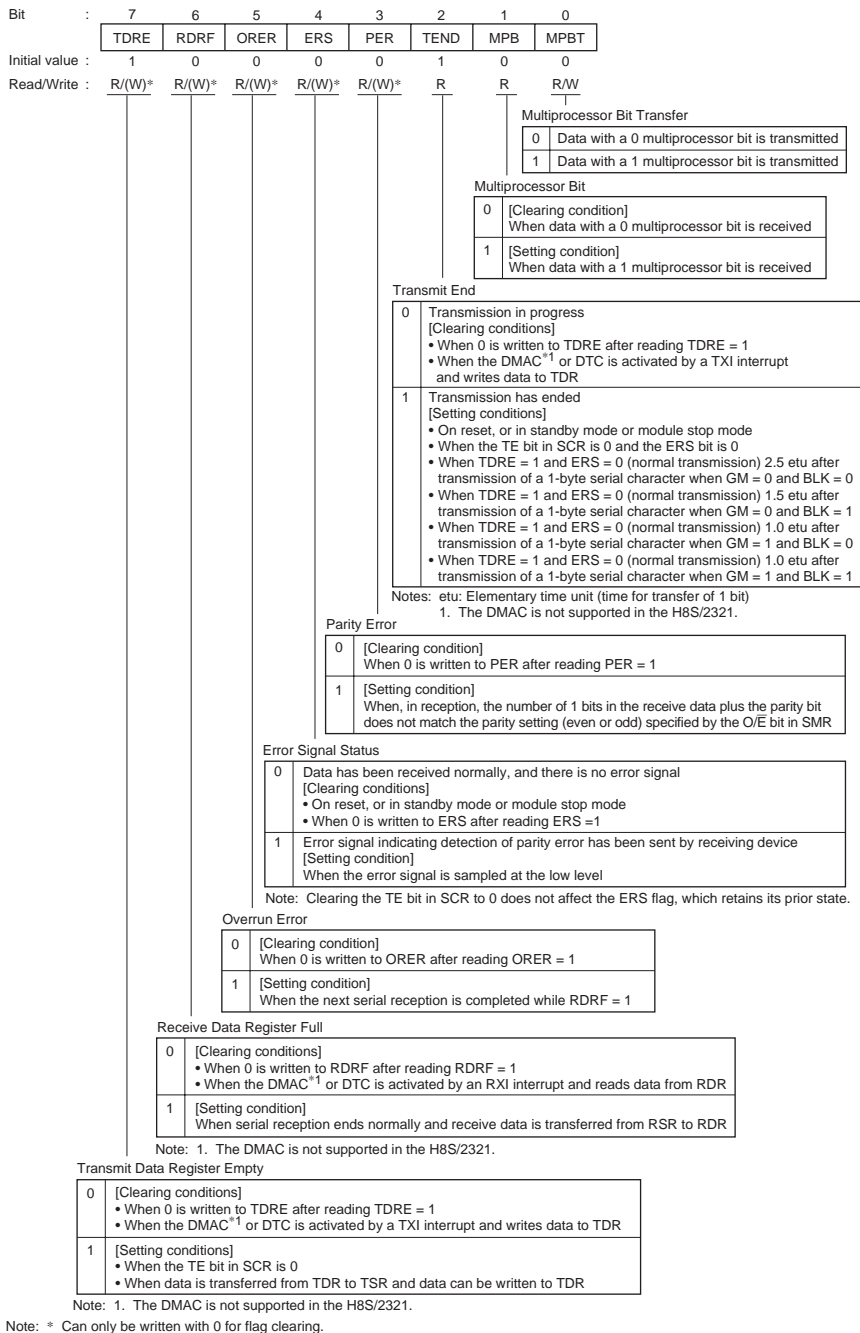 Bit : 7 6 5 4 3 2 1 0
TDRE RDRF ORER ERS PER TEND MPB MPBT
Initial value : 1 0 0 0 0 1 0 0
Read/Write : R/(W)* R/(W)* R/(W)* R/(W)* R/(W)* R R R/W
Multiprocessor Bit Transfer
0 Data with a 0 multiprocessor bit is transmitted
1 Data with a 1 multiprocessor bit is transmitted
Multiprocessor Bit
0 [Clearing condition]
When data with a 0 multiprocessor bit is received
1 [Setting condition]
When data with a 1 multiprocessor bit is received
Transmit End
0 Transmission in progress
[Clearing conditions]
• When 0 is written to TDRE after reading TDRE = 1
• When the DMAC*1 or DTC is activated by a TXI interrupt
and writes data to TDR
1 Transmission has ended
[Setting conditions]
• On reset, or in standby mode or module stop mode
• When the TE bit in SCR is 0 and the ERS bit is 0
• When TDRE = 1 and ERS = 0 (normal transmission) 2.5 etu after
transmission of a 1-byte serial character when GM = 0 and BLK = 0
• When TDRE = 1 and ERS = 0 (normal transmission) 1.5 etu after
transmission of a 1-byte serial character when GM = 0 and BLK = 1
• When TDRE = 1 and ERS = 0 (normal transmission) 1.0 etu after
transmission of a 1-byte serial character when GM = 1 and BLK = 0
• When TDRE = 1 and ERS = 0 (normal transmission) 1.0 etu after
transmission of a 1-byte serial character when GM = 1 and BLK = 1
Notes: etu: Elementary time unit (time for transfer of 1 bit)
1. The DMAC is not supported in the H8S/2321.
Parity Error
0 [Clearing condition]
When 0 is written to PER after reading PER = 1
1 [Setting condition]
When, in reception, the number of 1 bits in the receive data plus the parity bit
does not match the parity setting (even or odd) specified by the O/E̅ bit in SMR
Error Signal Status
0 Data has been received normally, and there is no error signal
[Clearing conditions]
• On reset, or in standby mode or module stop mode
• When 0 is written to ERS after reading ERS =1
1 Error signal indicating detection of parity error has been sent by receiving device
[Setting condition]
When the error signal is sampled at the low level
Note: Clearing the TE bit in SCR to 0 does not affect the ERS flag, which retains its prior state.
Overrun Error
0 [Clearing condition]
When 0 is written to ORER after reading ORER = 1
1 [Setting condition]
When the next serial reception is completed while RDRF = 1
Receive Data Register Full
0 [Clearing conditions]
• When 0 is written to RDRF after reading RDRF = 1
• When the DMAC*1 or DTC is activated by an RXI interrupt and reads data from RDR
1 [Setting condition]
When serial reception ends normally and receive data is transferred from RSR to RDR
Note: 1. The DMAC is not supported in the H8S/2321.
Transmit Data Register Empty
0 [Clearing conditions]
• When 0 is written to TDRE after reading TDRE = 1
• When the DMAC*1 or DTC is activated by a TXI interrupt and writes data to TDR
1 [Setting conditions]
• When the TE bit in SCR is 0
• When data is transferred from TDR to TSR and data can be written to TDR
Note: 1. The DMAC is not supported in the H8S/2321.
Note: * Can only be written with 0 for flag clearing.